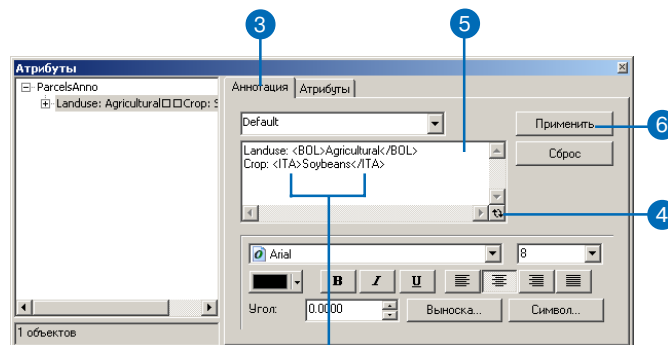 3
5
Атрибуты
ParcelsAnno
Landuse: Agricultural□□Crop: S
Аннотация
Атрибуты
Default
Применить
6
Landuse: <BOL>Agricultural</BOL>
Crop: <ITA>Soybeans</ITA>
Сброс
4
Arial
8
B I U
Угол:
0.0000
Выноска...
Символ...
1 объектов